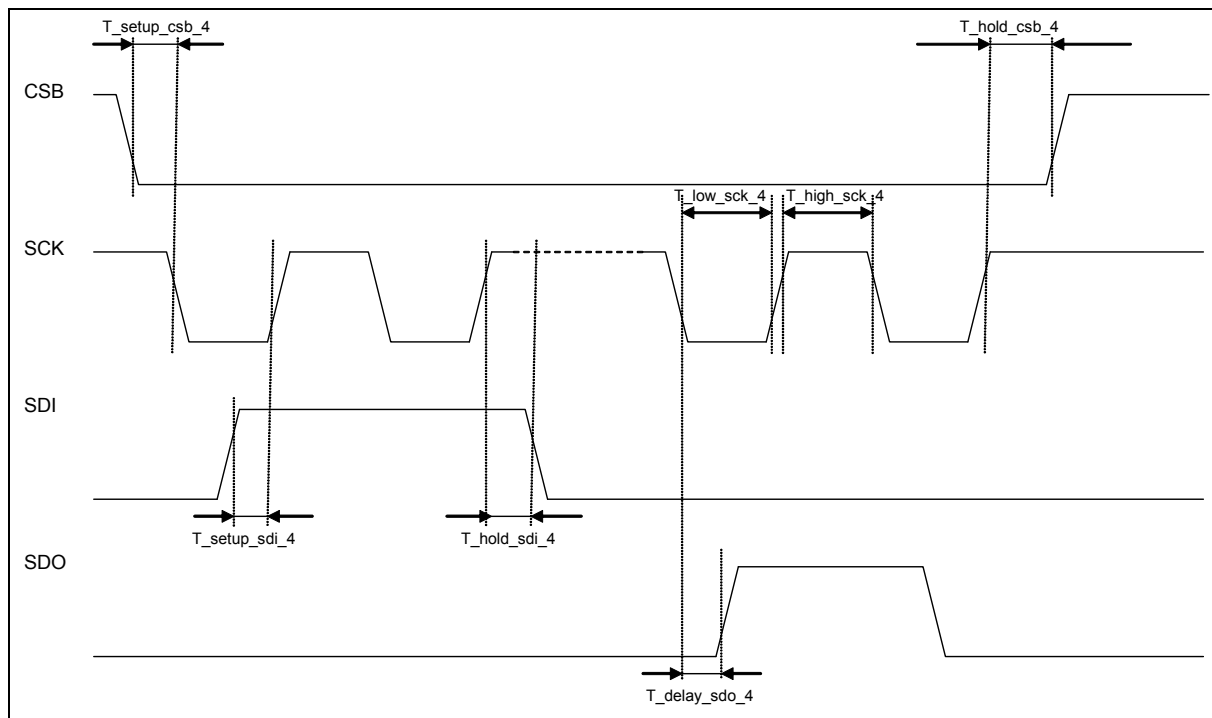 T_setup_csb_4
T_hold_csb_4
CSB
T_low_sck_4
T_high_sck_4
SCK
SDI
T_setup_sdi_4
T_hold_sdi_4
SDO
T_delay_sdo_4